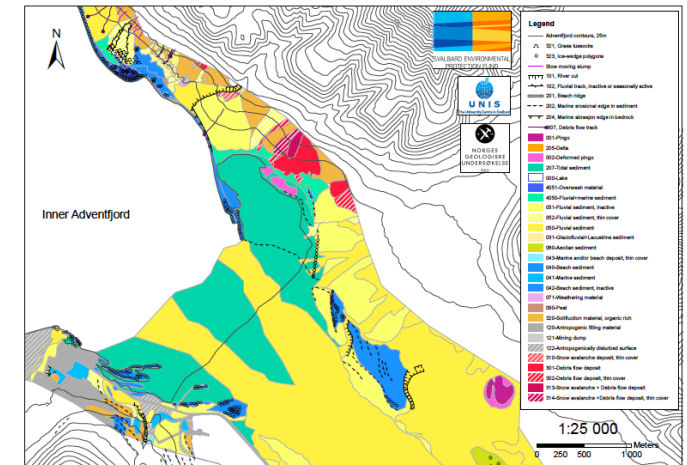 N
SVALBARD ENVIRONMENTAL
PROTECTION FUND
UNIS
The University Centre in Svalbard
NORGES
GEOLOGISKE
UNDERSØKELSE
Inner Adventfjord
Legend
Adventfjord contours, 25m
321, Grass tussocks
323, Ice-wedge polygons
Slow moving slump
101, River cut
102, Fluvial track, inactive or seasonally active
201, Beach ridge
202, Marine erosional edge in sediment
204, Marine abrasion edge in bedrock
307, Debris flow track
001-Pingo
205-Delta
002-Deformed pingo
207-Tidal sediment
000-Lake
4051-Overwash material
4050-Fluvial+marine sediment
051-Fluvial sediment, inactive
052-Fluvial sediment, thin cover
050-Fluvial sediment
031-Glaciofluvial+Lacustrine sediment
060-Aeolian sediment
043-Marine and/or beach deposit, thin cover
040-Beach sediment
041-Marine sediment
042-Beach sediment, inactive
071-Weathering material
090-Peat
320-Solifluction material, organic rich
120-Antropogenic filling material
121-Mining dump
122-Antropogenically disturbed surface
310-Snow avalanche deposit, thin cover
301-Debris flow deposit
302-Debris flow deposit, thin cover
313-Snow avalanche + Debris flow deposit
314-Snow avalanche +Debris flow deposit, thin cover
1:25 000
Meters
0 250 500 1 000